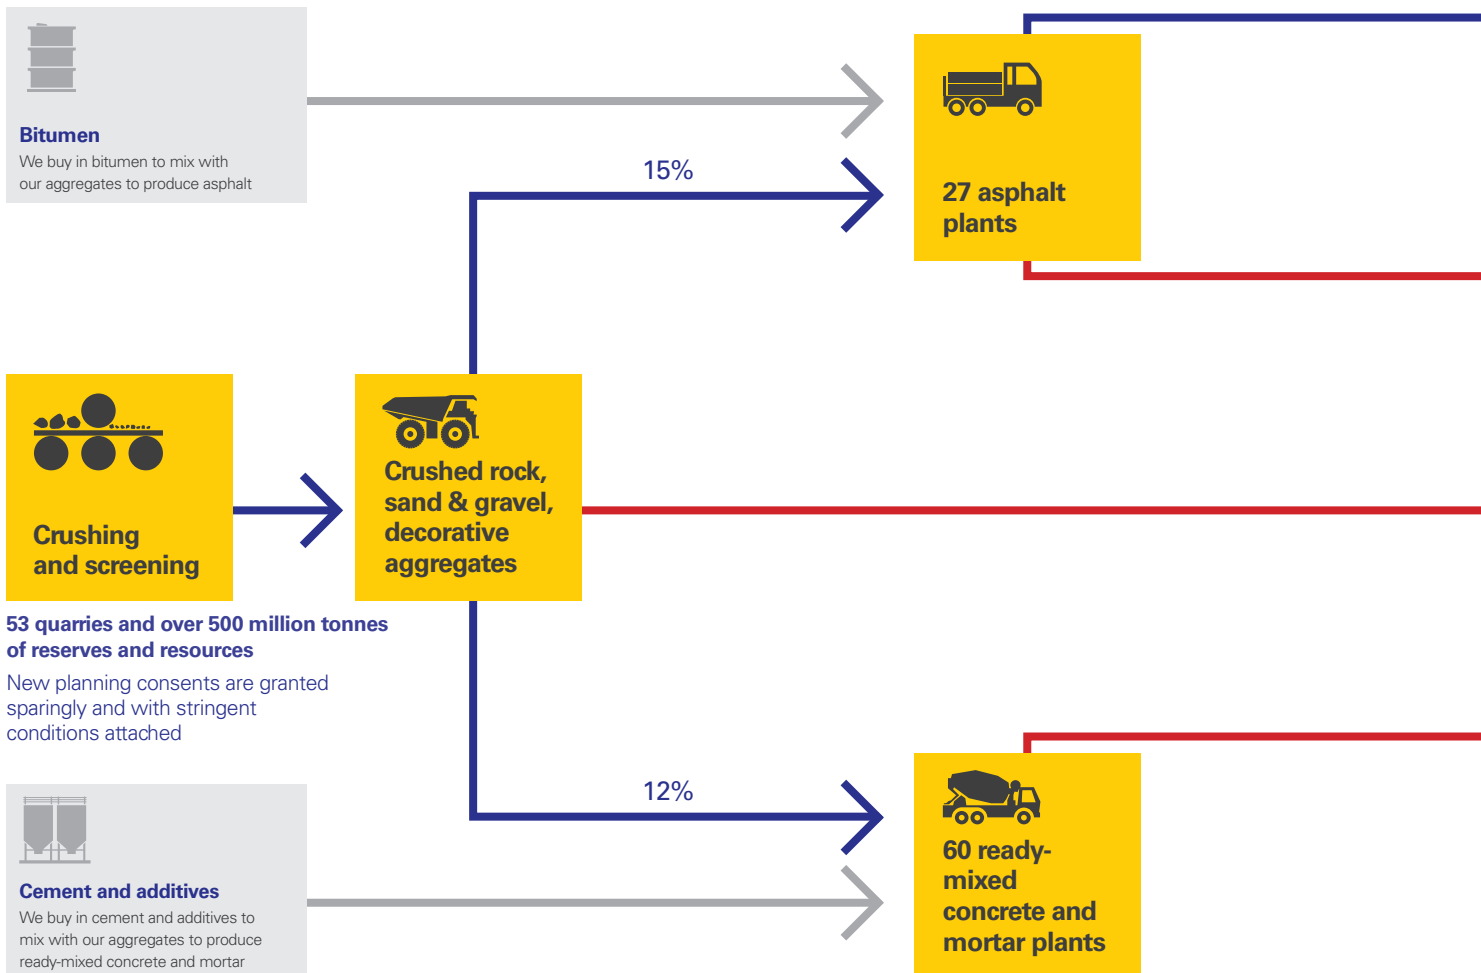 Bitumen
We buy in bitumen to mix with
our aggregates to produce asphalt
15%
27 asphalt
plants
Crushing
and screening
Crushed rock,
sand & gravel,
decorative
aggregates
53 quarries and over 500 million tonnes
of reserves and resources
New planning consents are granted
sparingly and with stringent
conditions attached
12%
60 ready-
mixed
concrete and
mortar plants
Cement and additives
We buy in cement and additives to
mix with our aggregates to produce
ready-mixed concrete and mortar